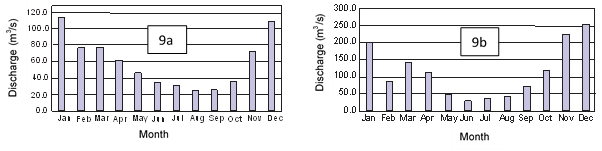 120.0
100.0
80.0
60.0
40.0
20.0
0.0
Discharge (m³/s)
9a
Jan Feb Mar Apr May Jun Jul Aug Sep Oct Nov Dec
Month
300.0
250.0
200.0
150.0
100.0
50.0
0.0
Discharge (m³/s)
9b
Jan Feb Mar Apr May Jun Jul Aug Sep Oct Nov Dec
Month